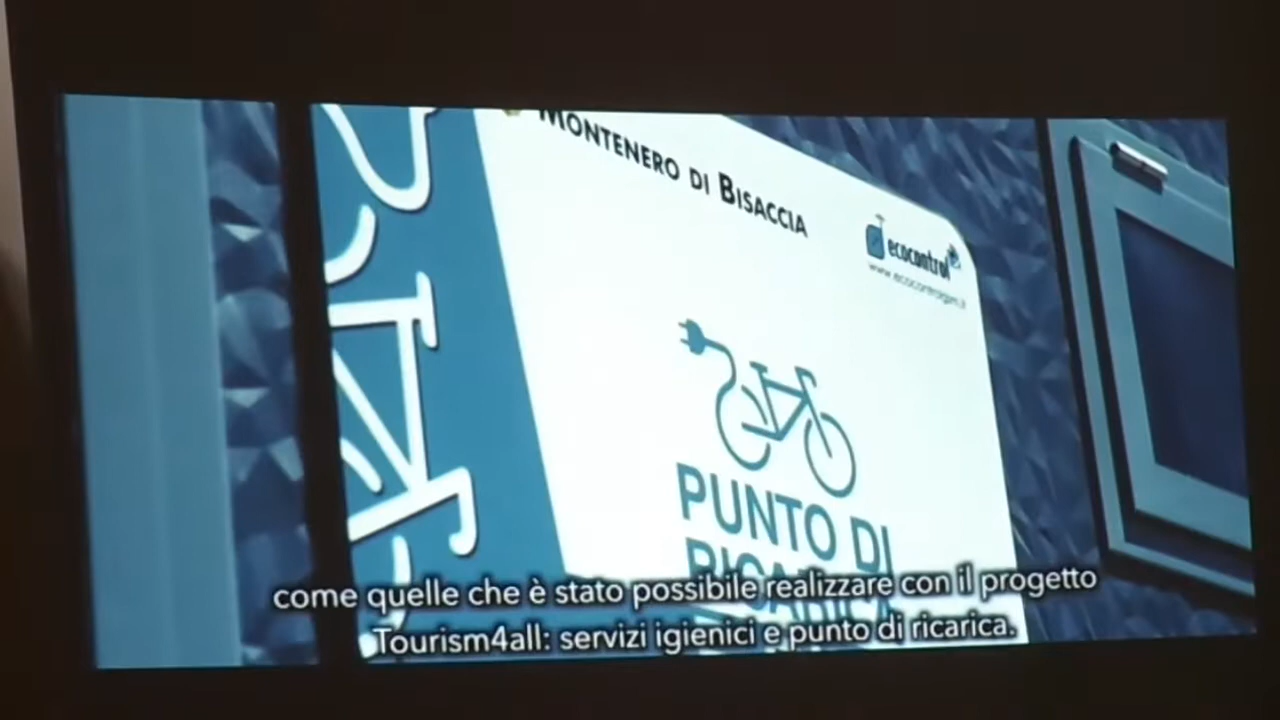 MONTENERO DI BISACCIA
ecocontrol
PUNTO DI
RICARICA
come quelle che è stato possibile realizzare con il progetto
Tourism4all: servizi igienici e punto di ricarica.